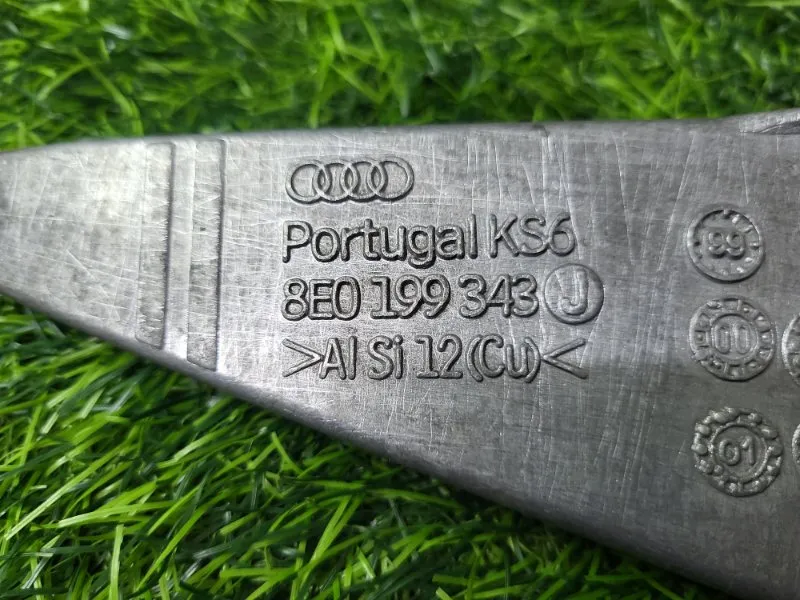 Portugal KS6
8E0 199 343 J
>Al Si 12(Cu)<
99
00
01